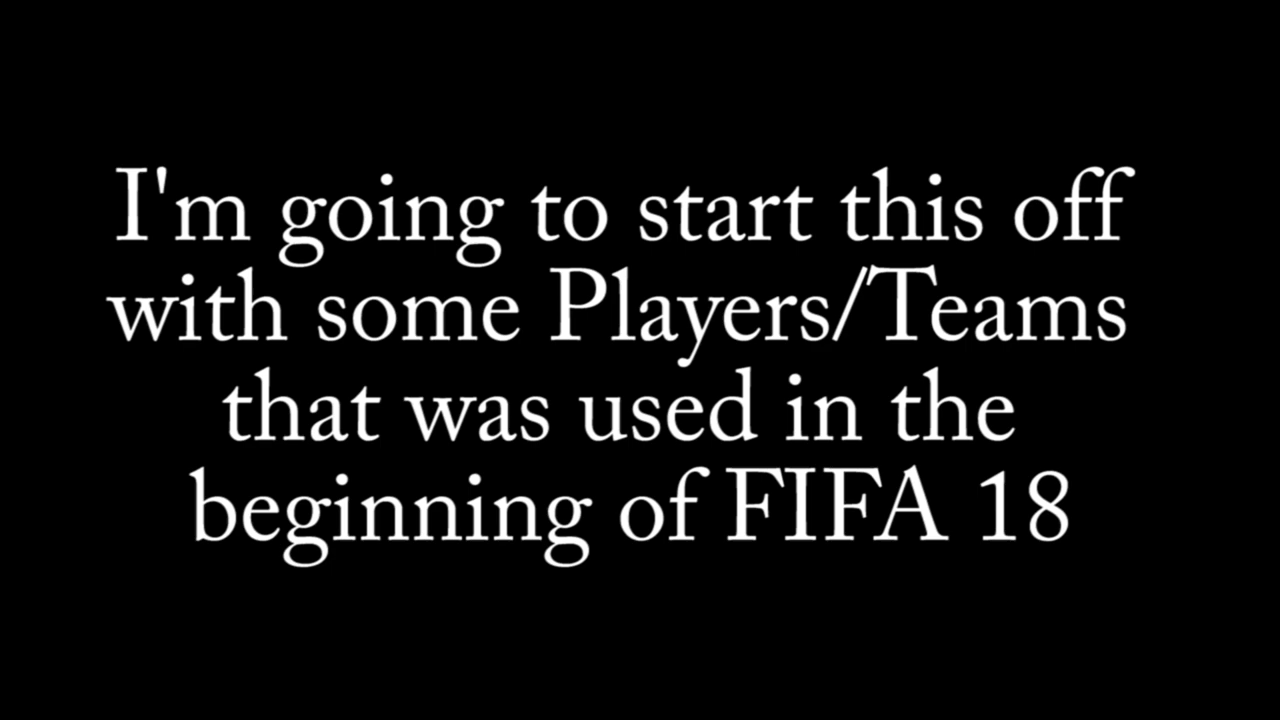 I'm going to start this off
with some Players/Teams
that was used in the
beginning of FIFA 18